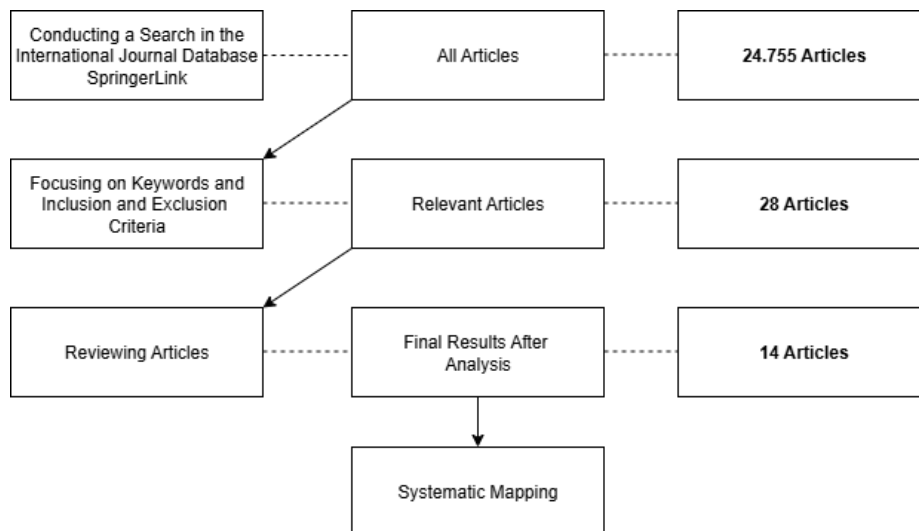 Conducting a Search in the
International Journal Database
SpringerLink
All Articles
24.755 Articles
Focusing on Keywords and
Inclusion and Exclusion
Criteria
Relevant Articles
28 Articles
Reviewing Articles
Final Results After
Analysis
14 Articles
Systematic Mapping